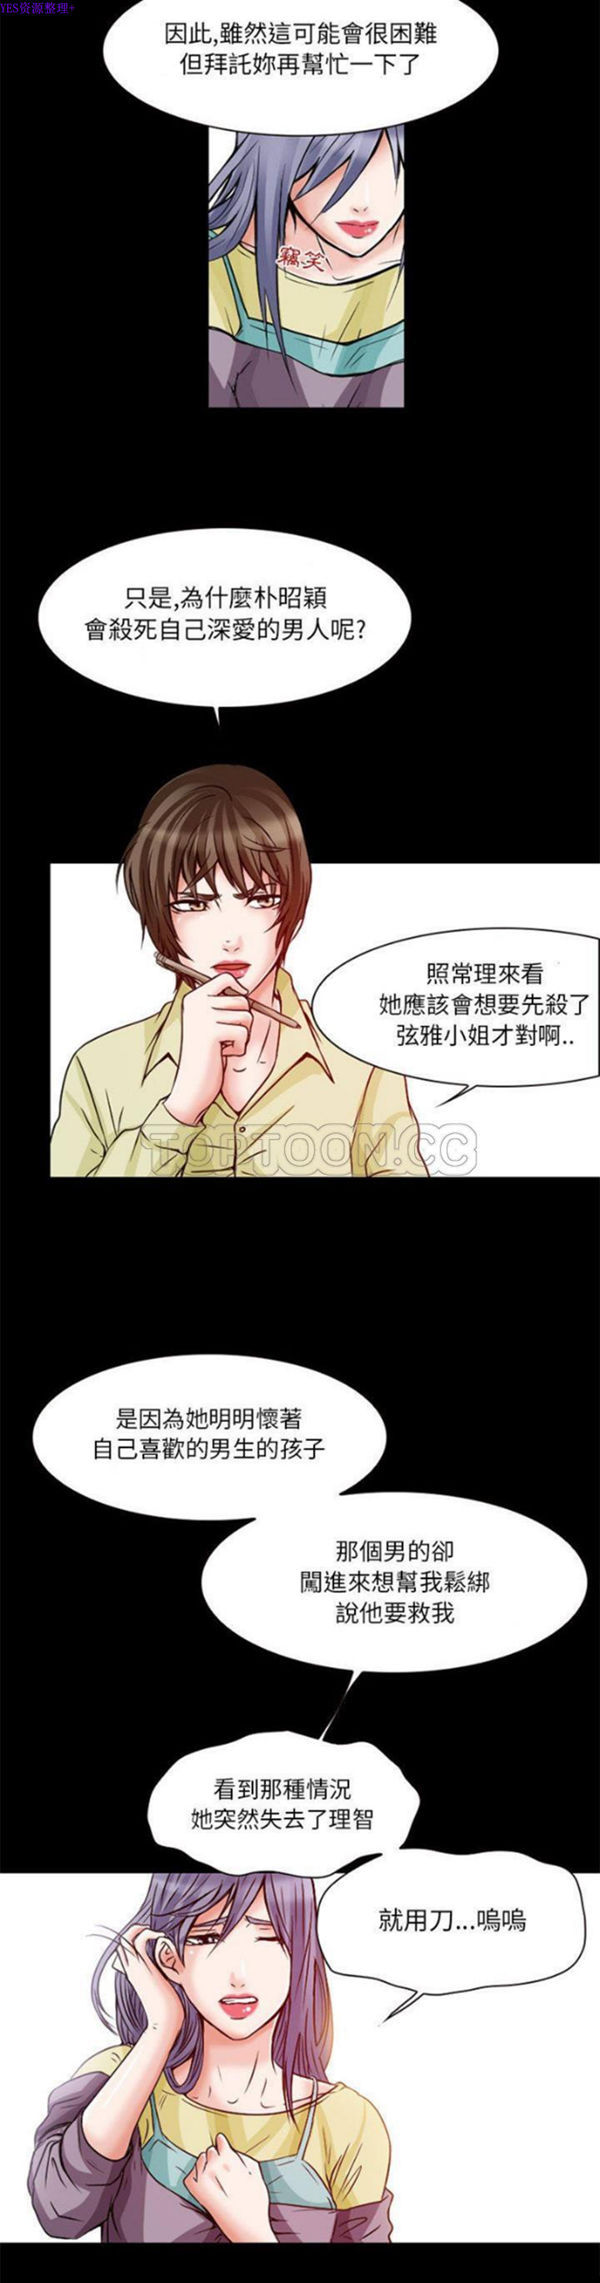 YES资源整理+
因此,雖然這可能會很困難
但拜託妳再幫忙一下了
竊笑
只是,為什麼朴昭穎
會殺死自己深愛的男人呢?
照常理來看
她應該會想要先殺了
弦雅小姐才對啊..
TOPTOON.CC
是因為她明明懷著
自己喜歡的男生的孩子
那個男的卻
闖進來想幫我鬆綁
說他要救我
看到那種情況
她突然失去了理智
就用刀...嗚嗚